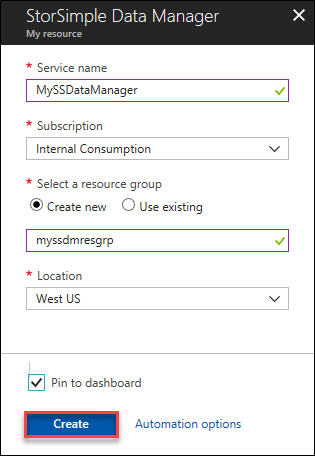 StorSimple Data Manager
My resource
* Service name
MySSDataManager
* Subscription
Internal Consumption
* Select a resource group
Create new Use existing
myssdmresgrp
* Location
West US
Pin to dashboard
Create Automation options